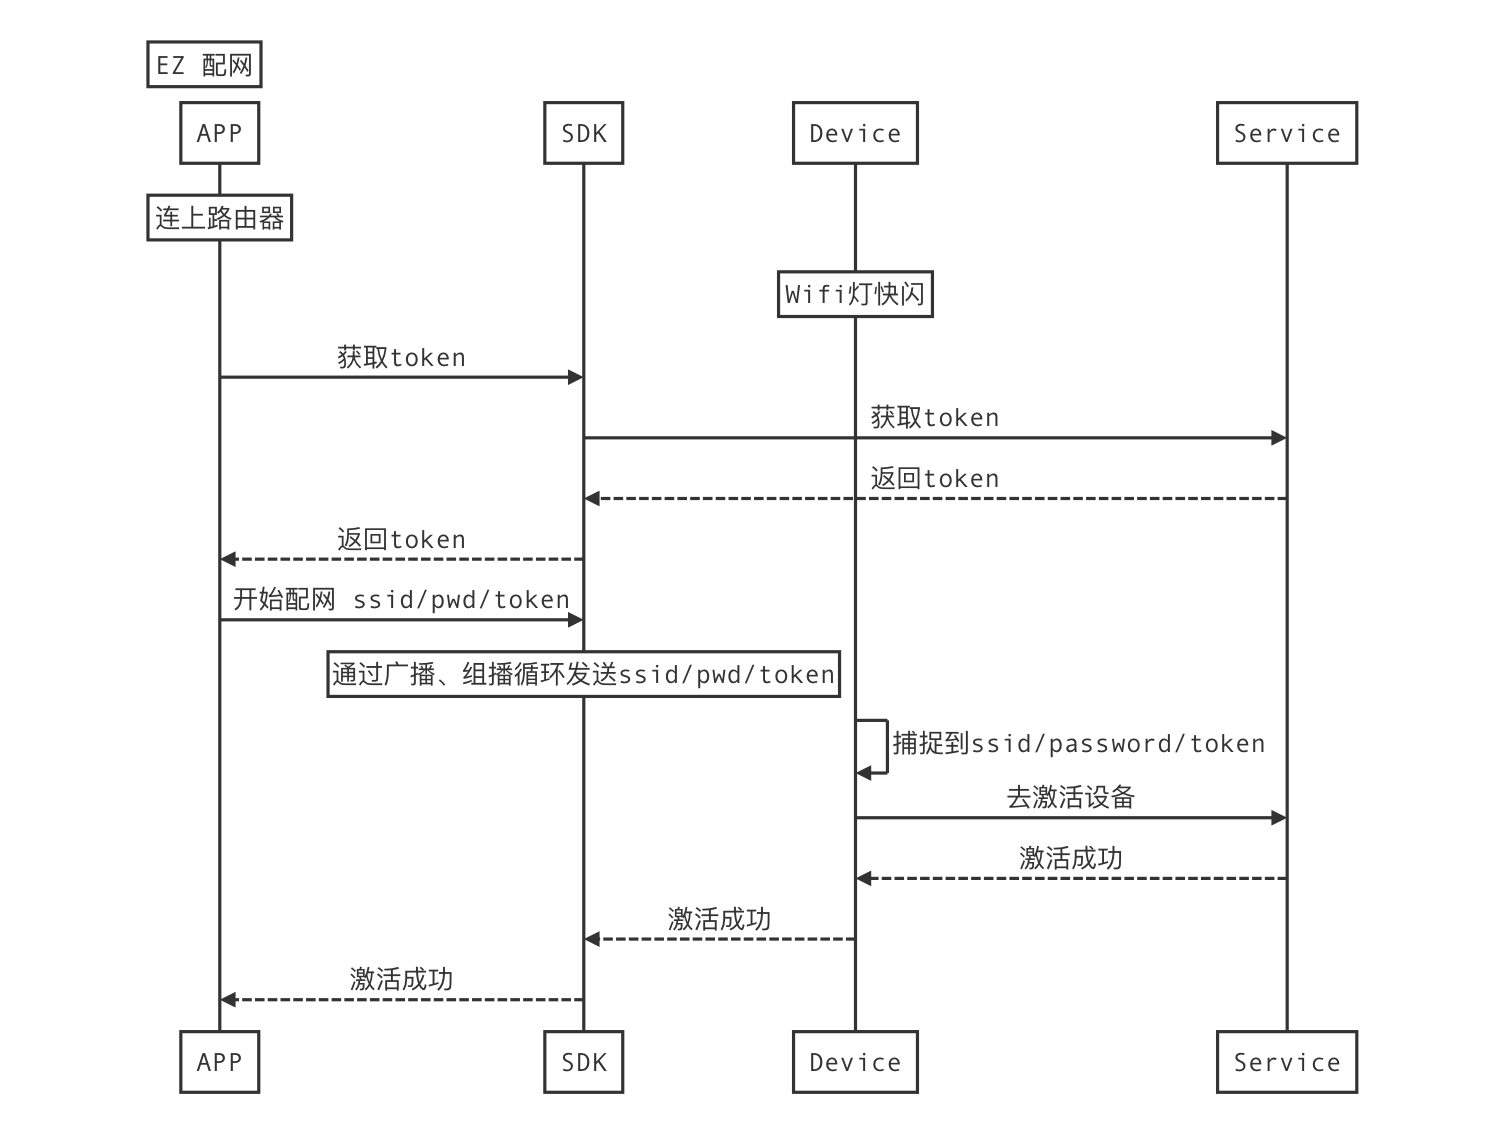 EZ 配网
APP
SDK
Device
Service
连上路由器
Wifi灯快闪
获取token
获取token
返回token
返回token
开始配网 ssid/pwd/token
通过广播、组播循环发送ssid/pwd/token
捕捉到ssid/password/token
去激活设备
激活成功
激活成功
激活成功
APP
SDK
Device
Service